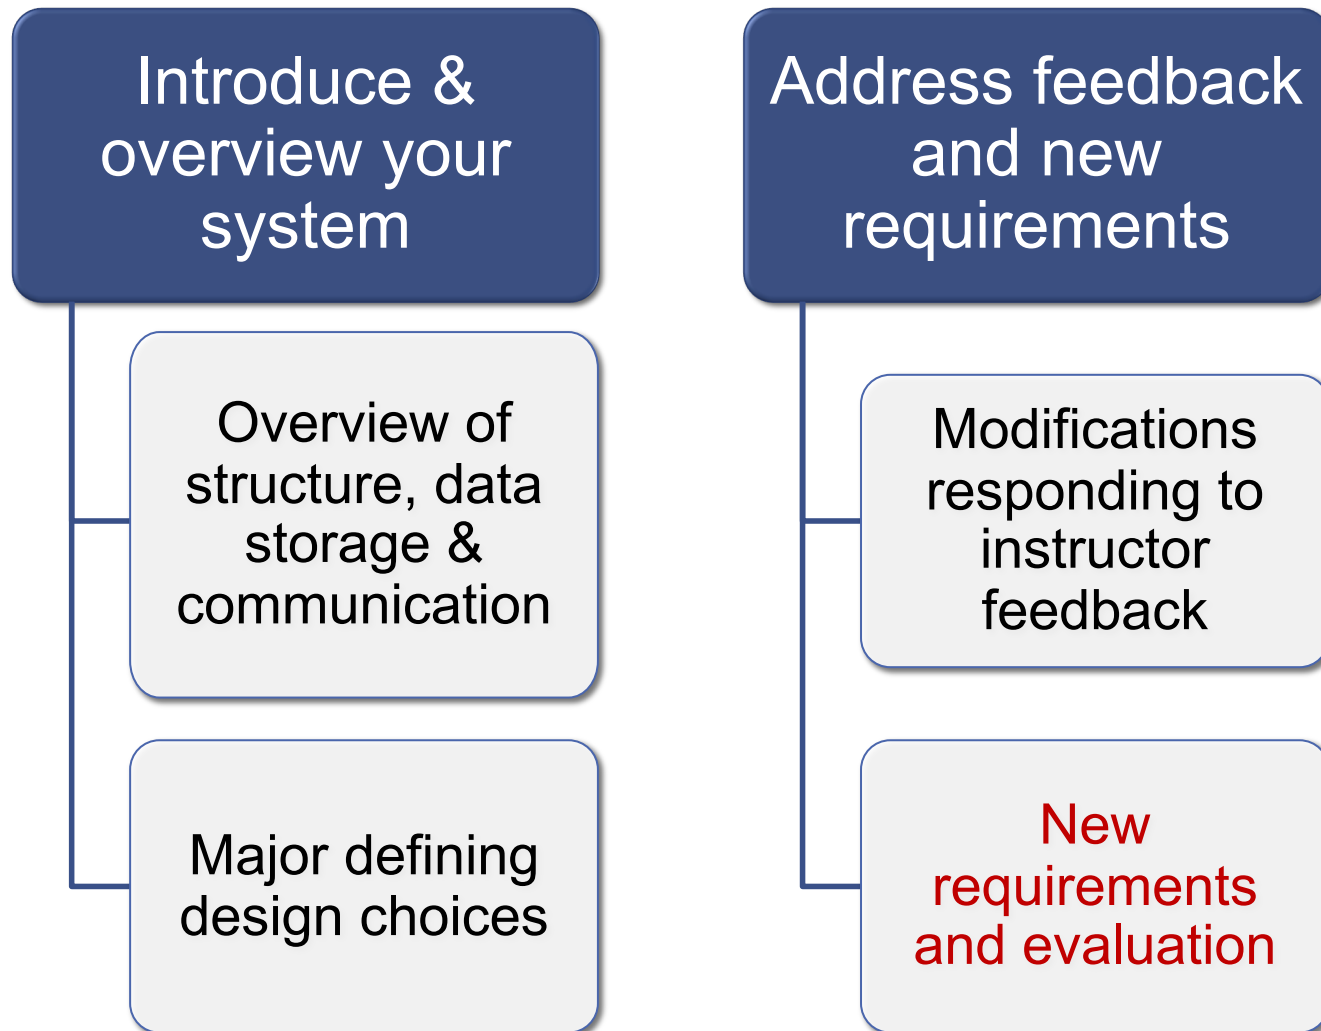 Introduce &
overview your
system
Overview of
structure, data
storage &
communication
Major defining
design choices
Address feedback
and new
requirements
Modifications
responding to
instructor
feedback
New
requirements
and evaluation